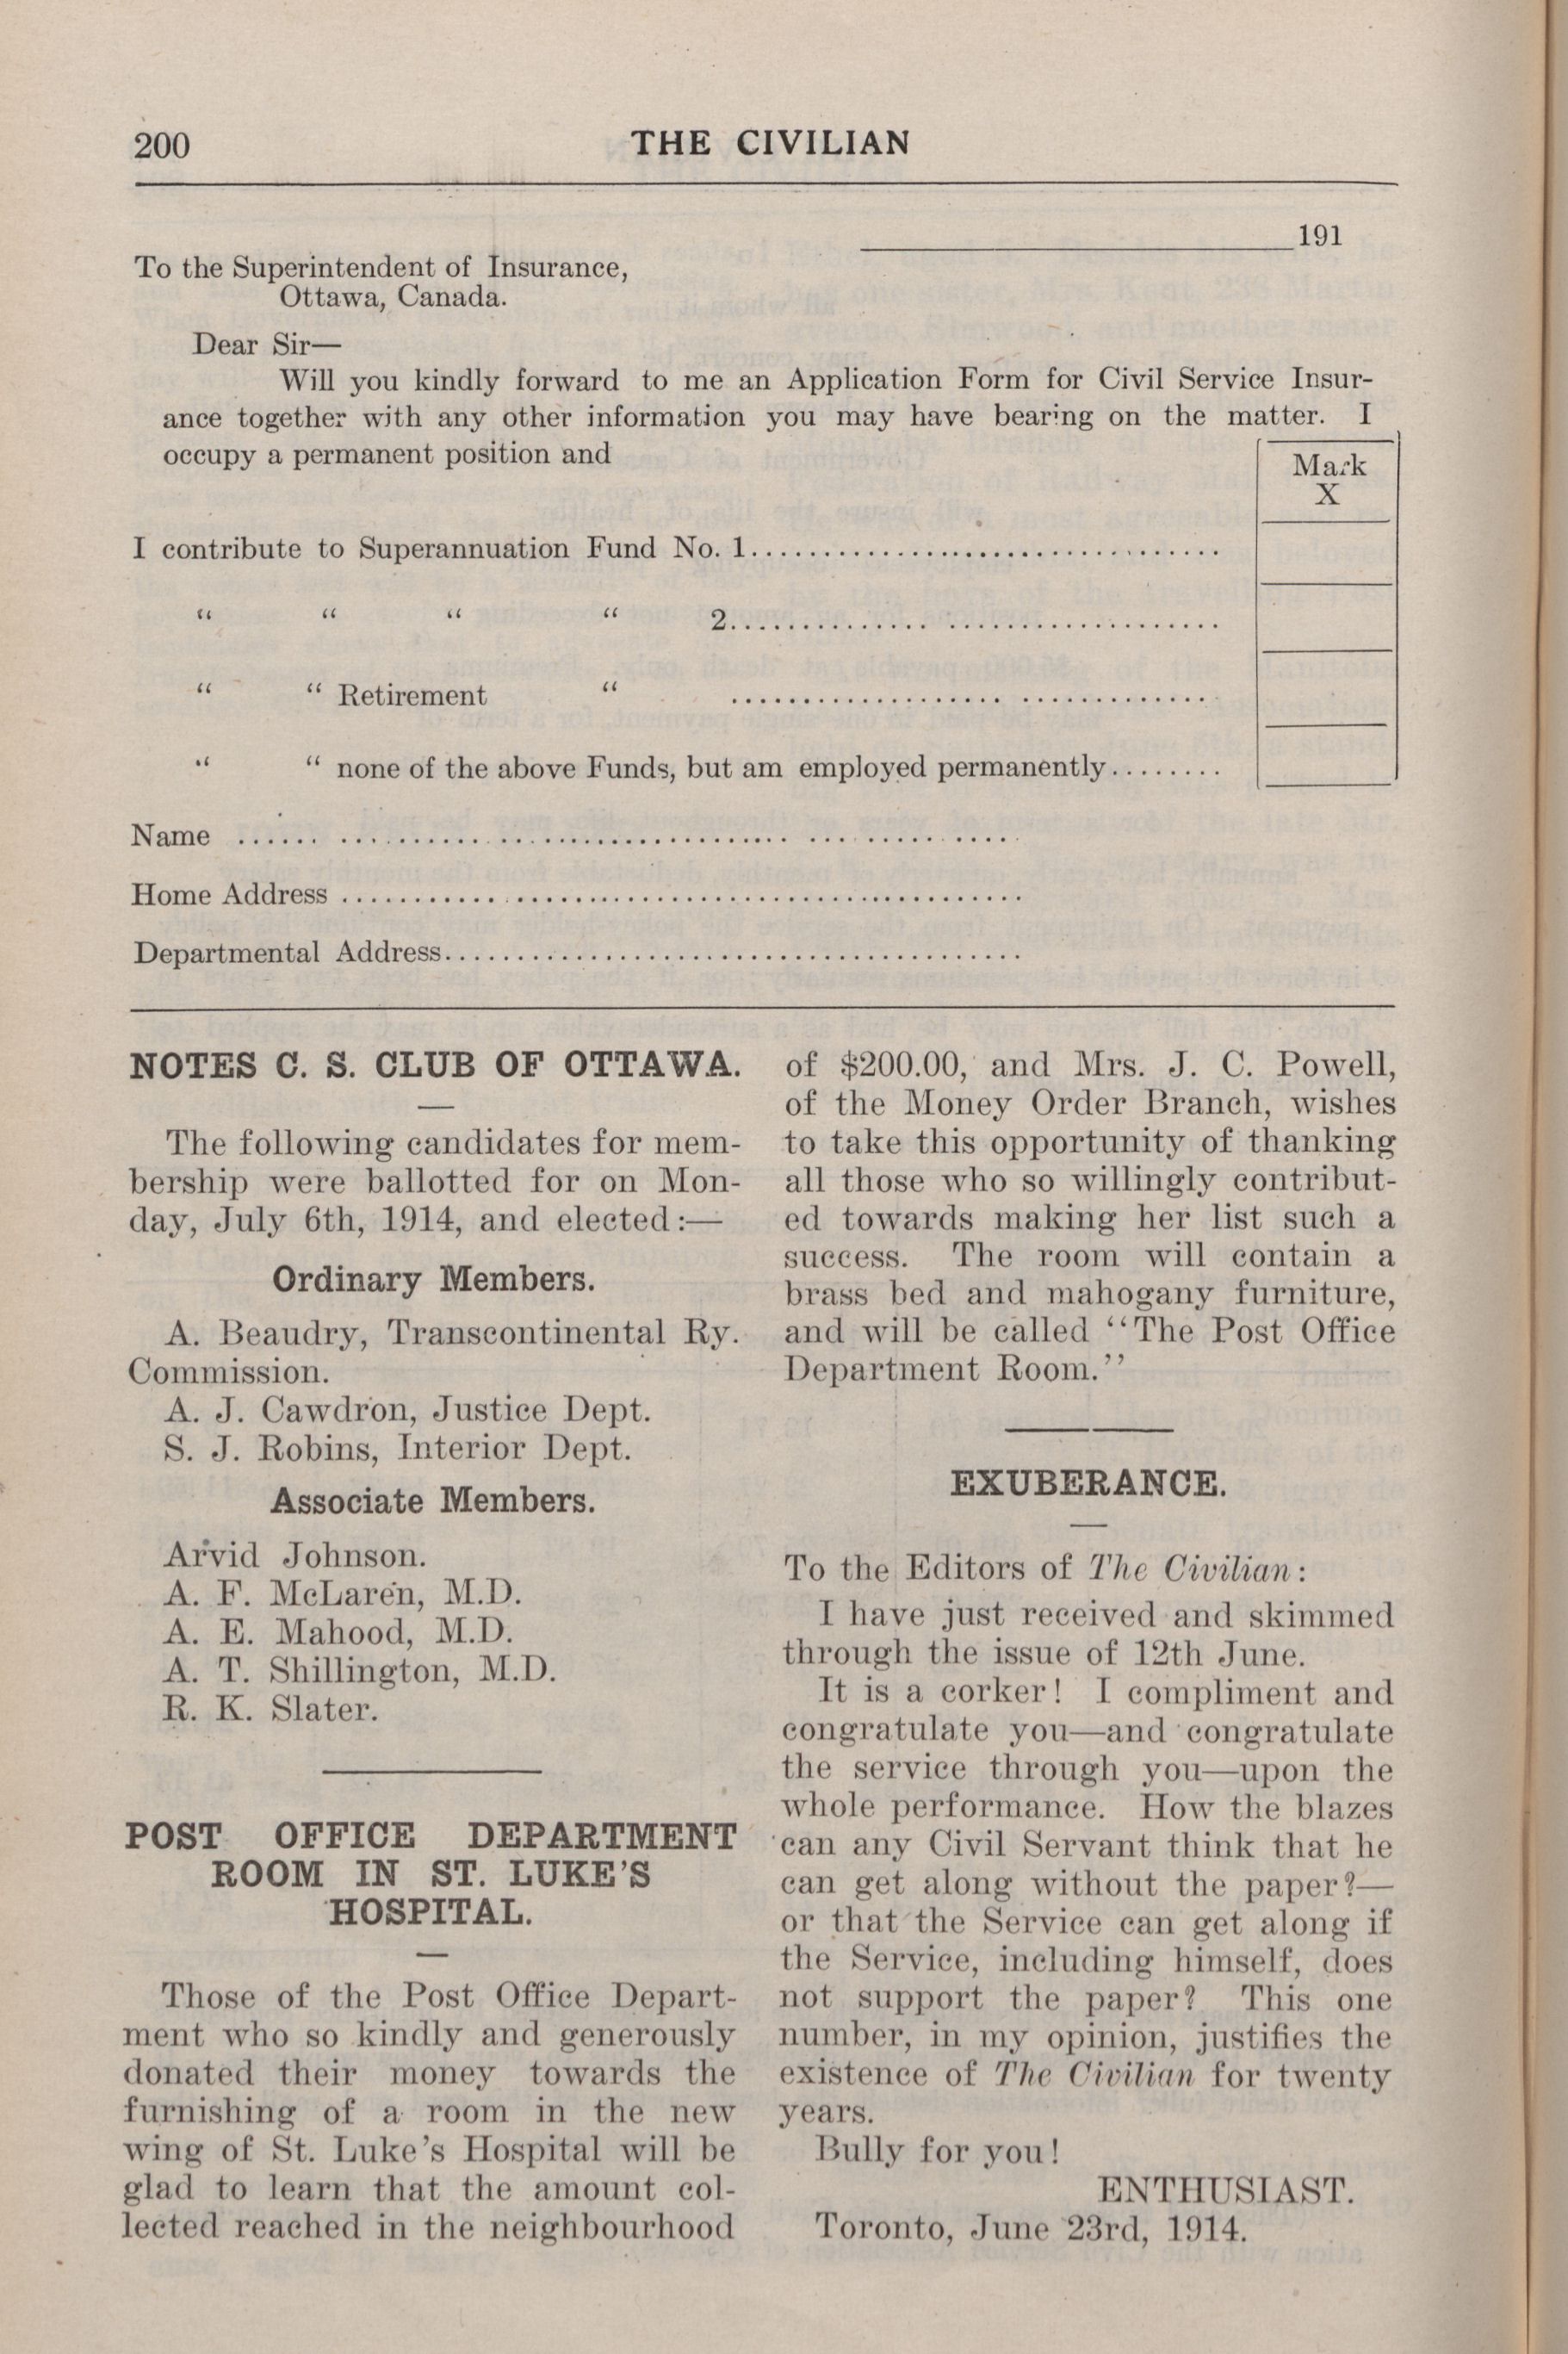 200
THE CIVILIAN
191
To the Superintendent of Insurance,
Ottawa, Canada.
Dear Sir—
Will you kindly forward to me an Application Form for Civil Service Insur-
ance together with any other information you may have bearing on the matter. I
occupy a permanent position and
Mark
X
I contribute to Superannuation Fund No. 1..................................
“ “ “ “ 2..................................
“ “ Retirement “ ..................................
“ “ none of the above Funds, but am employed permanently........
Name ..................................................
Home Address ..................................................
Departmental Address........................................
NOTES C. S. CLUB OF OTTAWA.
The following candidates for mem-
bership were ballotted for on Mon-
day, July 6th, 1914, and elected:—
Ordinary Members.
A. Beaudry, Transcontinental Ry.
Commission.
A. J. Cawdron, Justice Dept.
S. J. Robins, Interior Dept.
Associate Members.
Arvid Johnson.
A. F. McLaren, M.D.
A. E. Mahood, M.D.
A. T. Shillington, M.D.
R. K. Slater.
POST OFFICE DEPARTMENT
ROOM IN ST. LUKE'S
HOSPITAL.
Those of the Post Office Depart-
ment who so kindly and generously
donated their money towards the
furnishing of a room in the new
wing of St. Luke's Hospital will be
glad to learn that the amount col-
lected reached in the neighbourhood
of $200.00, and Mrs. J. C. Powell,
of the Money Order Branch, wishes
to take this opportunity of thanking
all those who so willingly contribut-
ed towards making her list such a
success. The room will contain a
brass bed and mahogany furniture,
and will be called ''The Post Office
Department Room.''
EXUBERANCE.
To the Editors of The Civilian:
I have just received and skimmed
through the issue of 12th June.
It is a corker! I compliment and
congratulate you—and congratulate
the service through you—upon the
whole performance. How the blazes
can any Civil Servant think that he
can get along without the paper?—
or that the Service can get along if
the Service, including himself, does
not support the paper? This one
number, in my opinion, justifies the
existence of The Civilian for twenty
years.
Bully for you!
ENTHUSIAST.
Toronto, June 23rd, 1914.